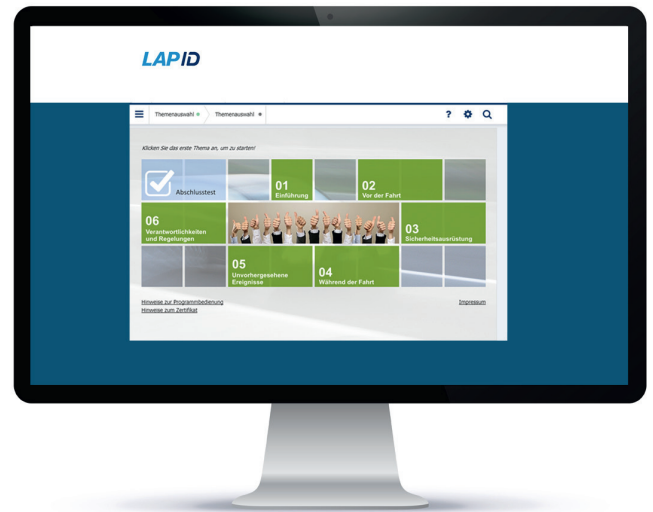 LAPID
Themenauswahl
Themenauswahl
?
Klicken Sie das erste Thema an, um zu starten!
Abschlusstest
01
Einführung
02
Vor der Fahrt
06
Verantwortlichkeiten
und Regelungen
03
Sicherheitsausrüstung
05
Unvorhergesehene
Ereignisse
04
Während der Fahrt
Hinweise zur Programmbedienung
Impressum
Hinweise zum Zertifikat